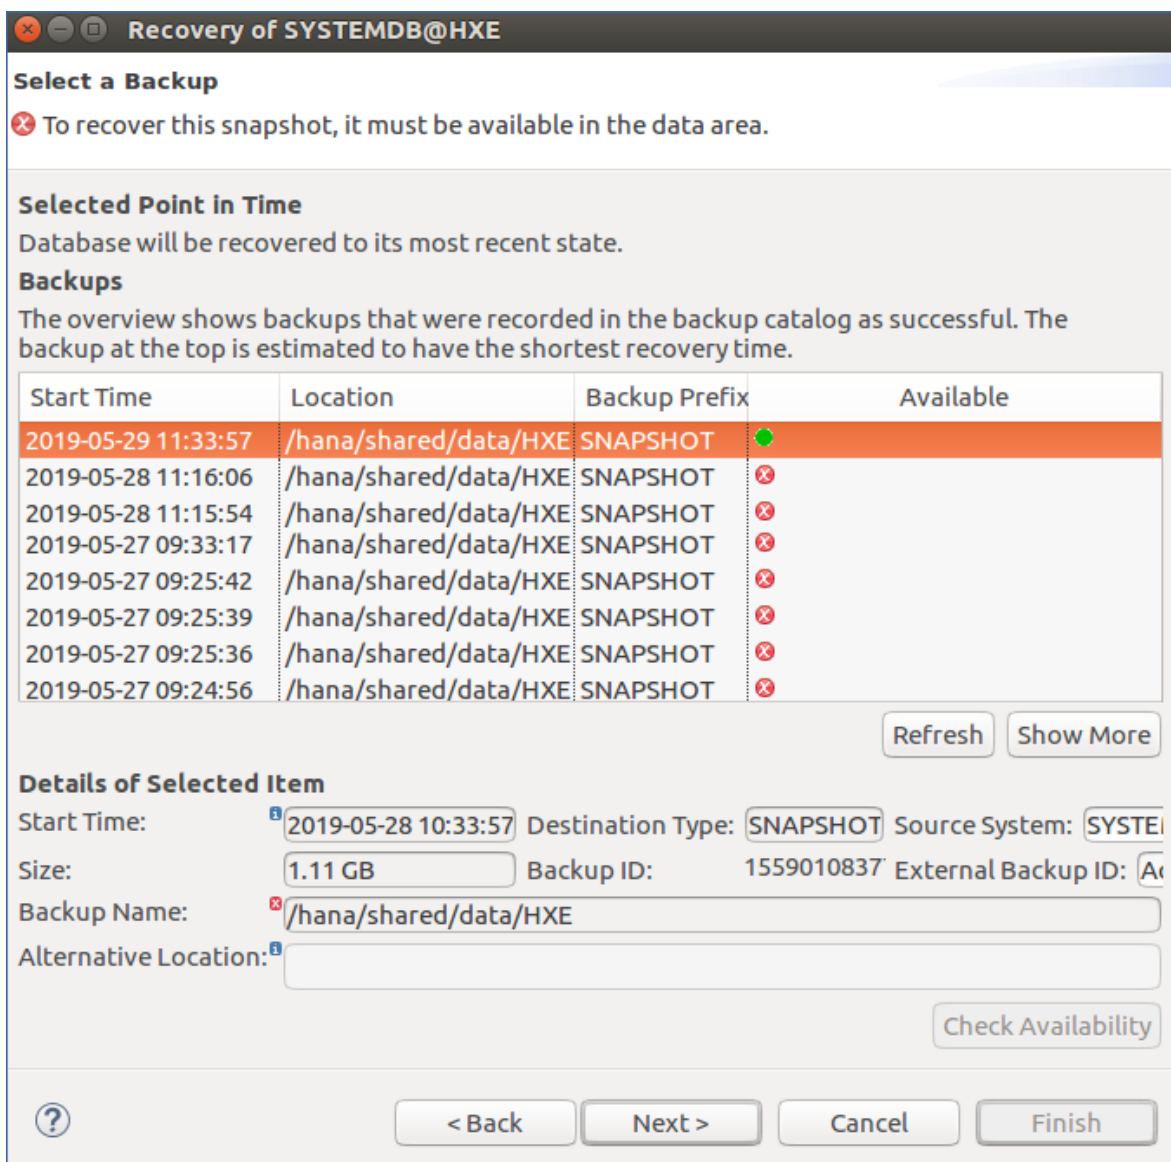 Recovery of SYSTEMDB@HXE
Select a Backup
To recover this snapshot, it must be available in the data area.
Selected Point in Time
Database will be recovered to its most recent state.
Backups
The overview shows backups that were recorded in the backup catalog as successful. The
backup at the top is estimated to have the shortest recovery time.
Start Time Location Backup Prefix Available
2019-05-29 11:33:57 /hana/shared/data/HXE SNAPSHOT
2019-05-28 11:16:06 /hana/shared/data/HXE SNAPSHOT
2019-05-28 11:15:54 /hana/shared/data/HXE SNAPSHOT
2019-05-27 09:33:17 /hana/shared/data/HXE SNAPSHOT
2019-05-27 09:25:42 /hana/shared/data/HXE SNAPSHOT
2019-05-27 09:25:39 /hana/shared/data/HXE SNAPSHOT
2019-05-27 09:25:36 /hana/shared/data/HXE SNAPSHOT
2019-05-27 09:24:56 /hana/shared/data/HXE SNAPSHOT
Refresh Show More
Details of Selected Item
Start Time: 2019-05-28 10:33:57 Destination Type: SNAPSHOT Source System: SYSTE
Size: 1.11 GB Backup ID: 1559010837 External Backup ID: Ac
Backup Name: /hana/shared/data/HXE
Alternative Location:
Check Availability
? < Back Next > Cancel Finish